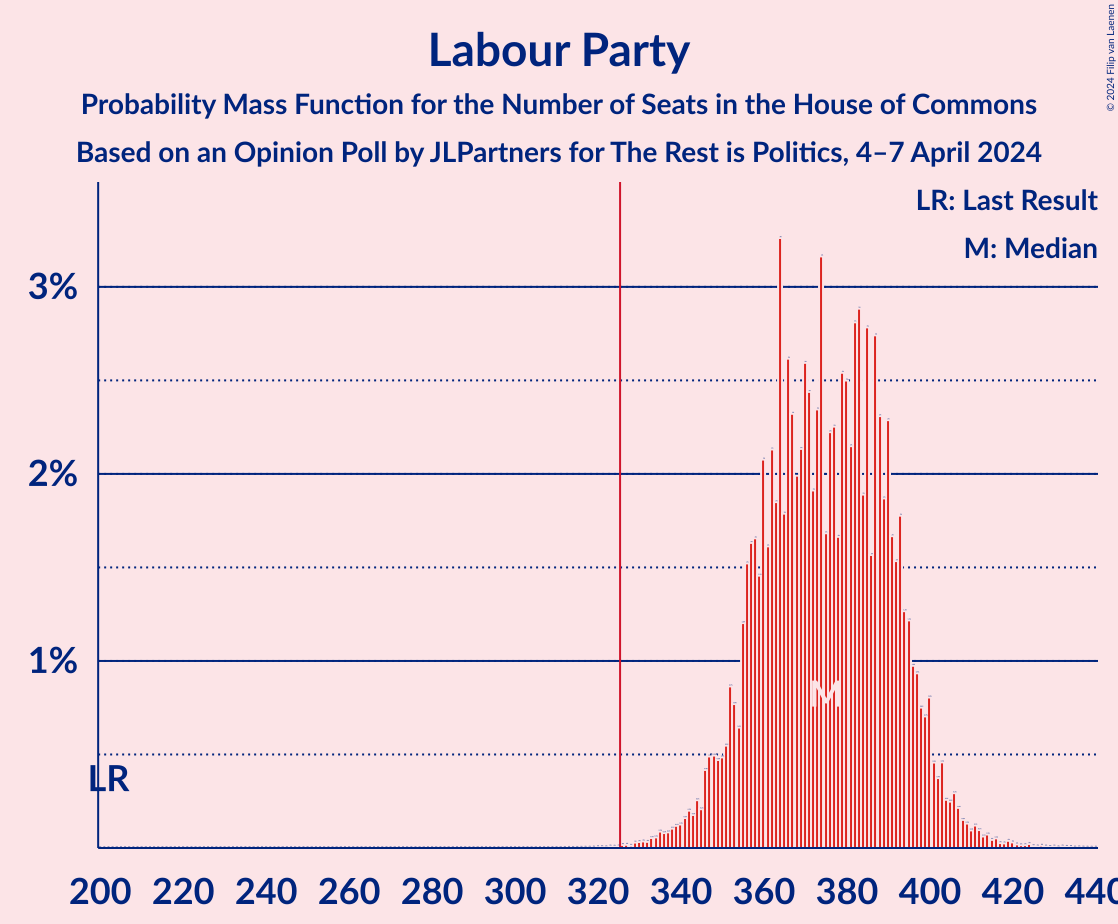 Labour Party
Probability Mass Function for the Number of Seats in the House of Commons
Based on an Opinion Poll by JLPartners for The Rest is Politics, 4–7 April 2024
© 2024 Filip van Laenen
LR: Last Result
M: Median
3%
2%
1%
M
LR
200 220 240 260 280 300 320 340 360 380 400 420 440